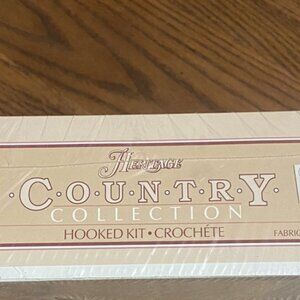 Heritage
C·O·U·N·T·R·Y
COLLECTION
HOOKED KIT • CROCHÉTE
FABRIC